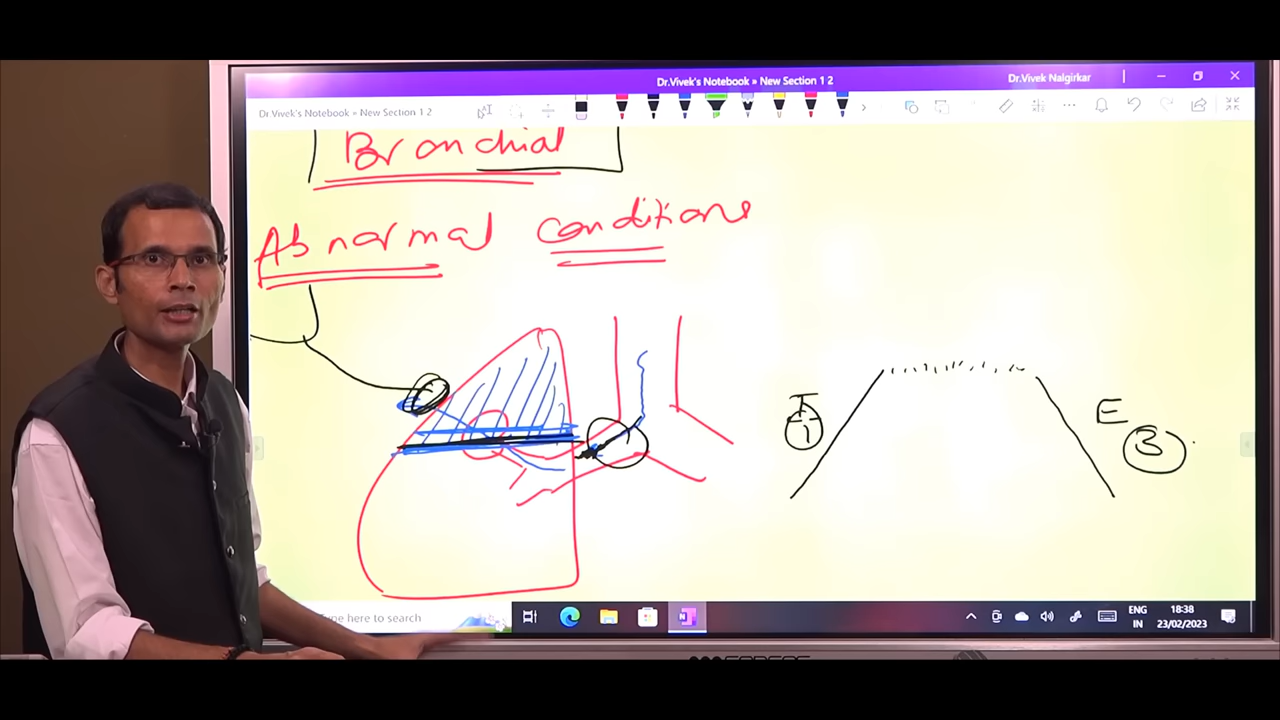 Dr.Vivek's Notebook » New Section 1 2
Dr.Vivek Nalgirkar
Dr.Vivek's Notebook » New Section 1 2
Bronchial
Abnormal conditions
I
1
E
3
ype here to search
ENG
IN
18:38
23/02/2023